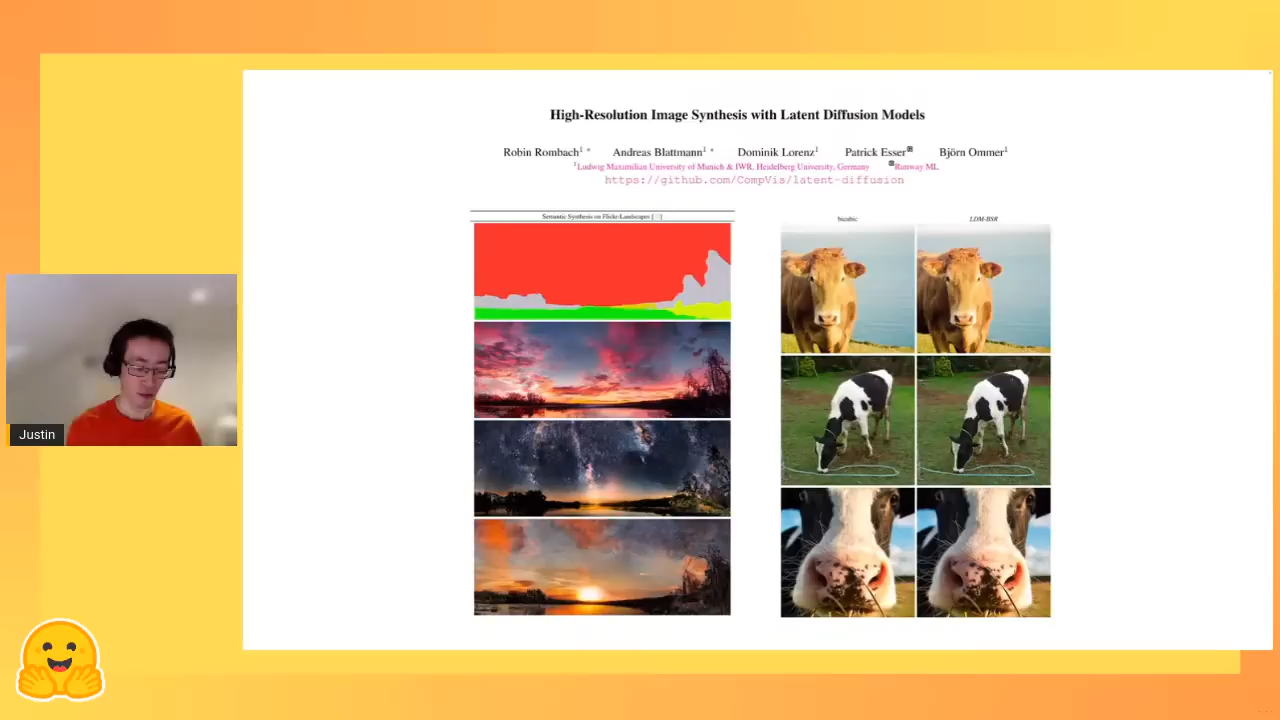 High-Resolution Image Synthesis with Latent Diffusion Models
Robin Rombach1 * Andreas Blattmann1 * Dominik Lorenz1 Patrick Esser Björn Ommer1
1Ludwig Maximilian University of Munich & IWR, Heidelberg University, Germany Runway ML
https://github.com/CompVis/latent-diffusion
Semantic Synthesis on Flickr-Landscapes [ ]
bicubic LDM-BSR
Justin